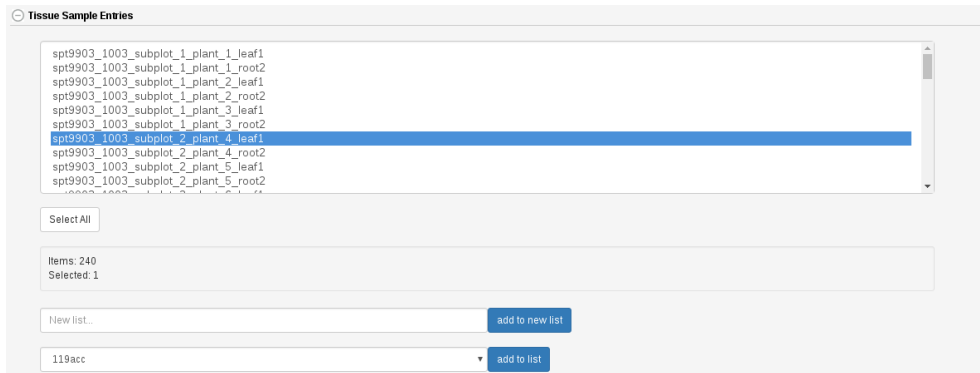 Tissue Sample Entries
spt9903_1003_subplot_1_plant_1_leaf1
spt9903_1003_subplot_1_plant_1_root2
spt9903_1003_subplot_1_plant_2_leaf1
spt9903_1003_subplot_1_plant_2_root2
spt9903_1003_subplot_1_plant_3_leaf1
spt9903_1003_subplot_1_plant_3_root2
spt9903_1003_subplot_2_plant_4_leaf1
spt9903_1003_subplot_2_plant_4_root2
spt9903_1003_subplot_2_plant_5_leaf1
spt9903_1003_subplot_2_plant_5_root2
Select All
Items: 240
Selected: 1
New list... add to new list
119acc add to list